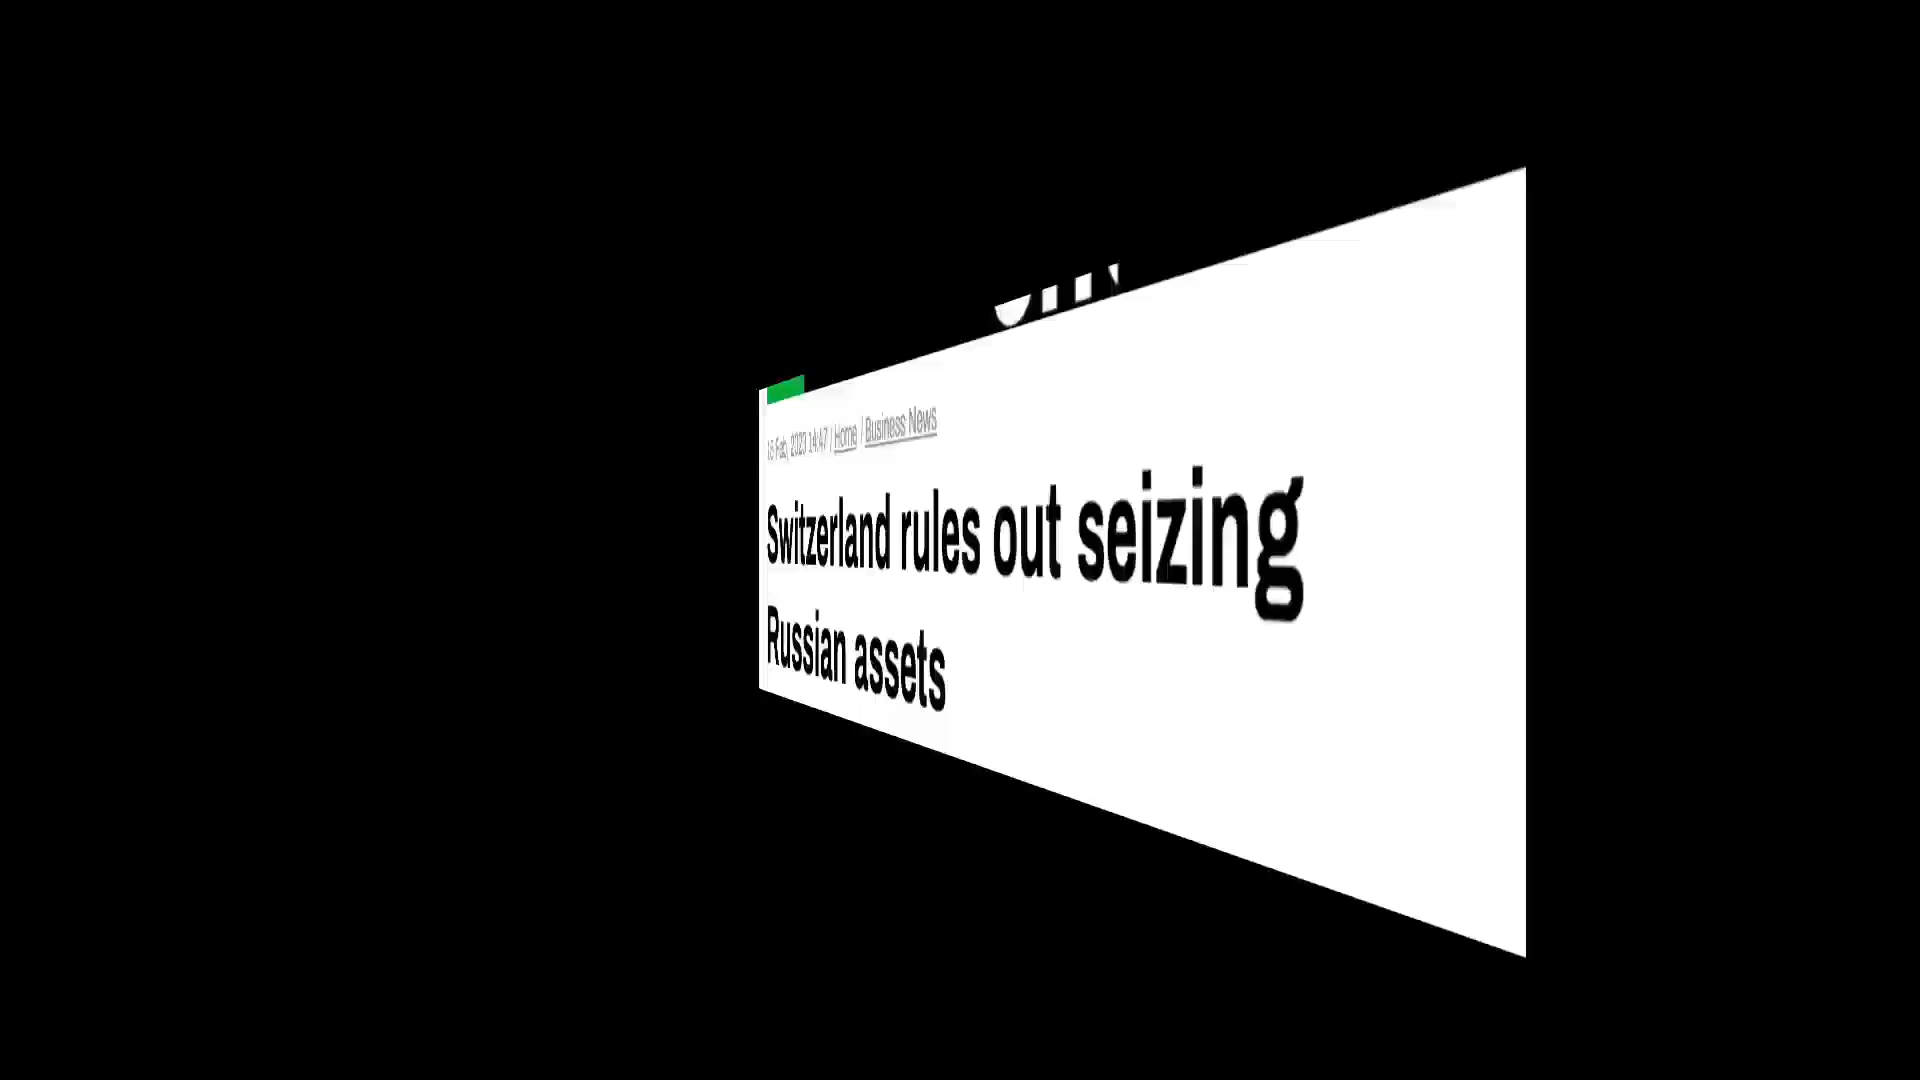 15 Feb, 2023 14:47 / Home / Business News
Switzerland rules out seizing
Russian assets